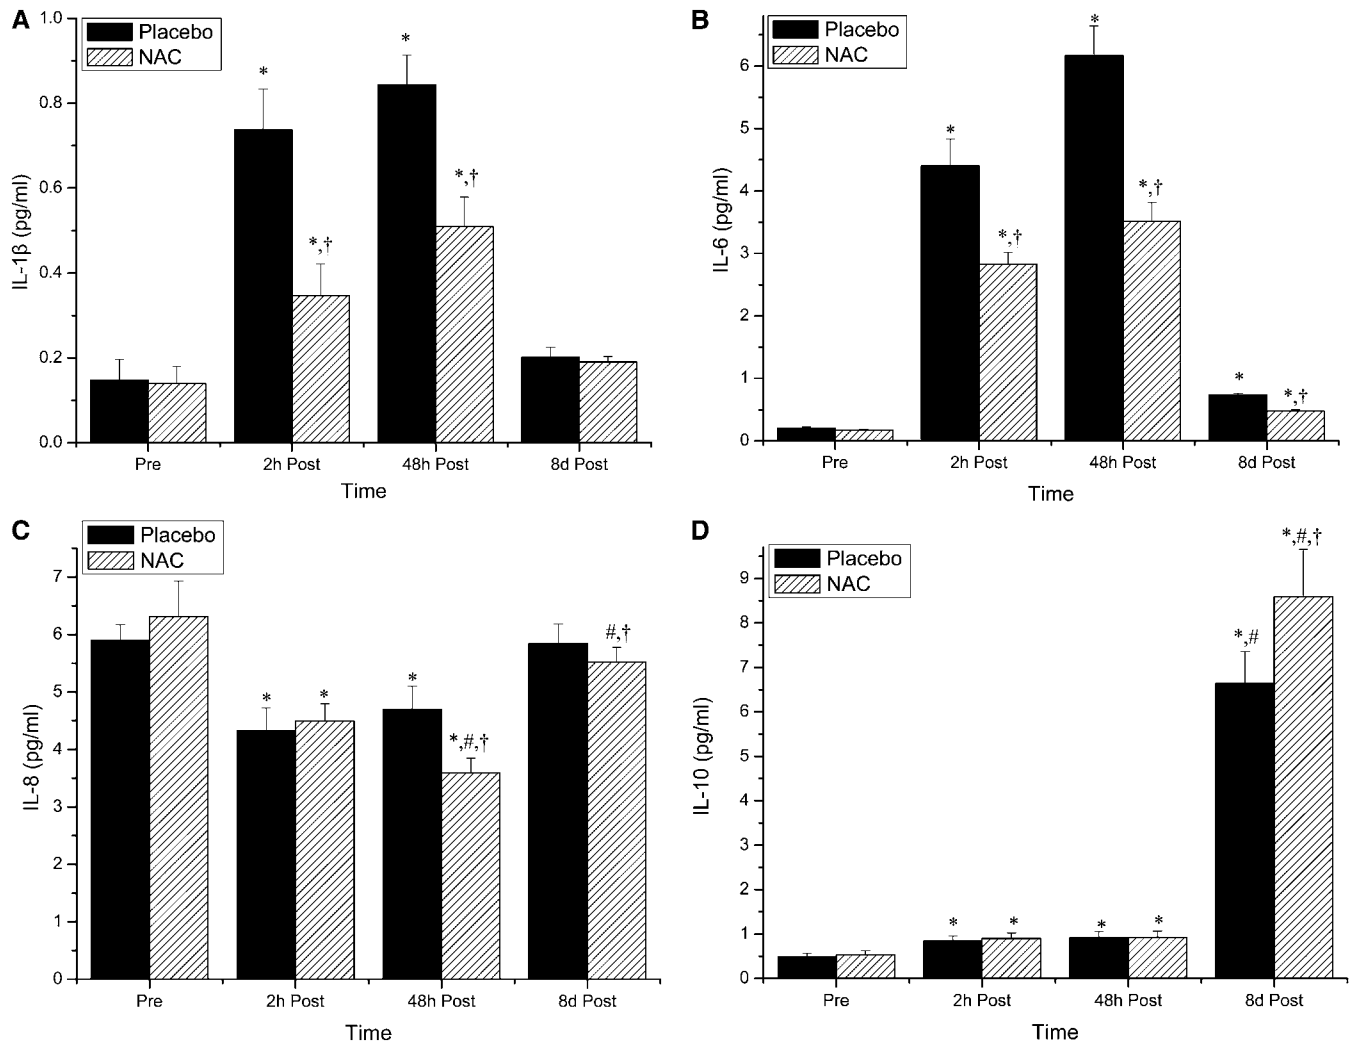 A
Placebo
NAC
IL-1β (pg/ml)
1.0
0.8
0.6
0.4
0.2
0.0
*
*,†
*
*,†
Pre
2h Post
48h Post
8d Post
Time
B
Placebo
NAC
IL-6 (pg/ml)
6
5
4
3
2
1
0
*
*,†
*
*,†
*
*,†
Pre
2h Post
48h Post
8d Post
Time
C
Placebo
NAC
IL-8 (pg/ml)
7
6
5
4
3
2
1
0
*
*
*
*,#,†
#,†
Pre
2h Post
48h Post
8d Post
Time
D
Placebo
NAC
IL-10 (pg/ml)
9
8
7
6
5
4
3
2
1
0
*
*
*
*
*,#
*,#,†
Pre
2h Post
48h Post
8d Post
Time